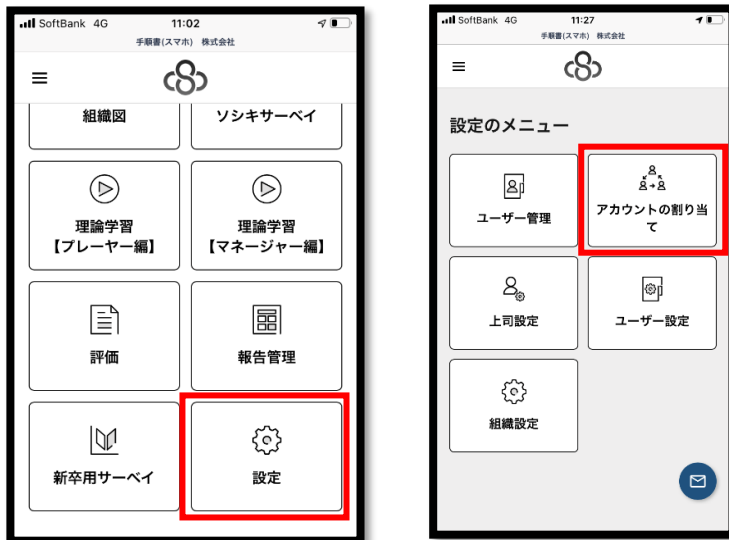 SoftBank 4G 11:02
手順書(スマホ) 株式会社
組織図
ソシキサーベイ
理論学習
【プレーヤー編】
理論学習
【マネージャー編】
評価
報告管理
新卒用サーベイ
設定
SoftBank 4G 11:27
手順書(スマホ) 株式会社
設定のメニュー
ユーザー管理
アカウントの割り当
て
上司設定
ユーザー設定
組織設定